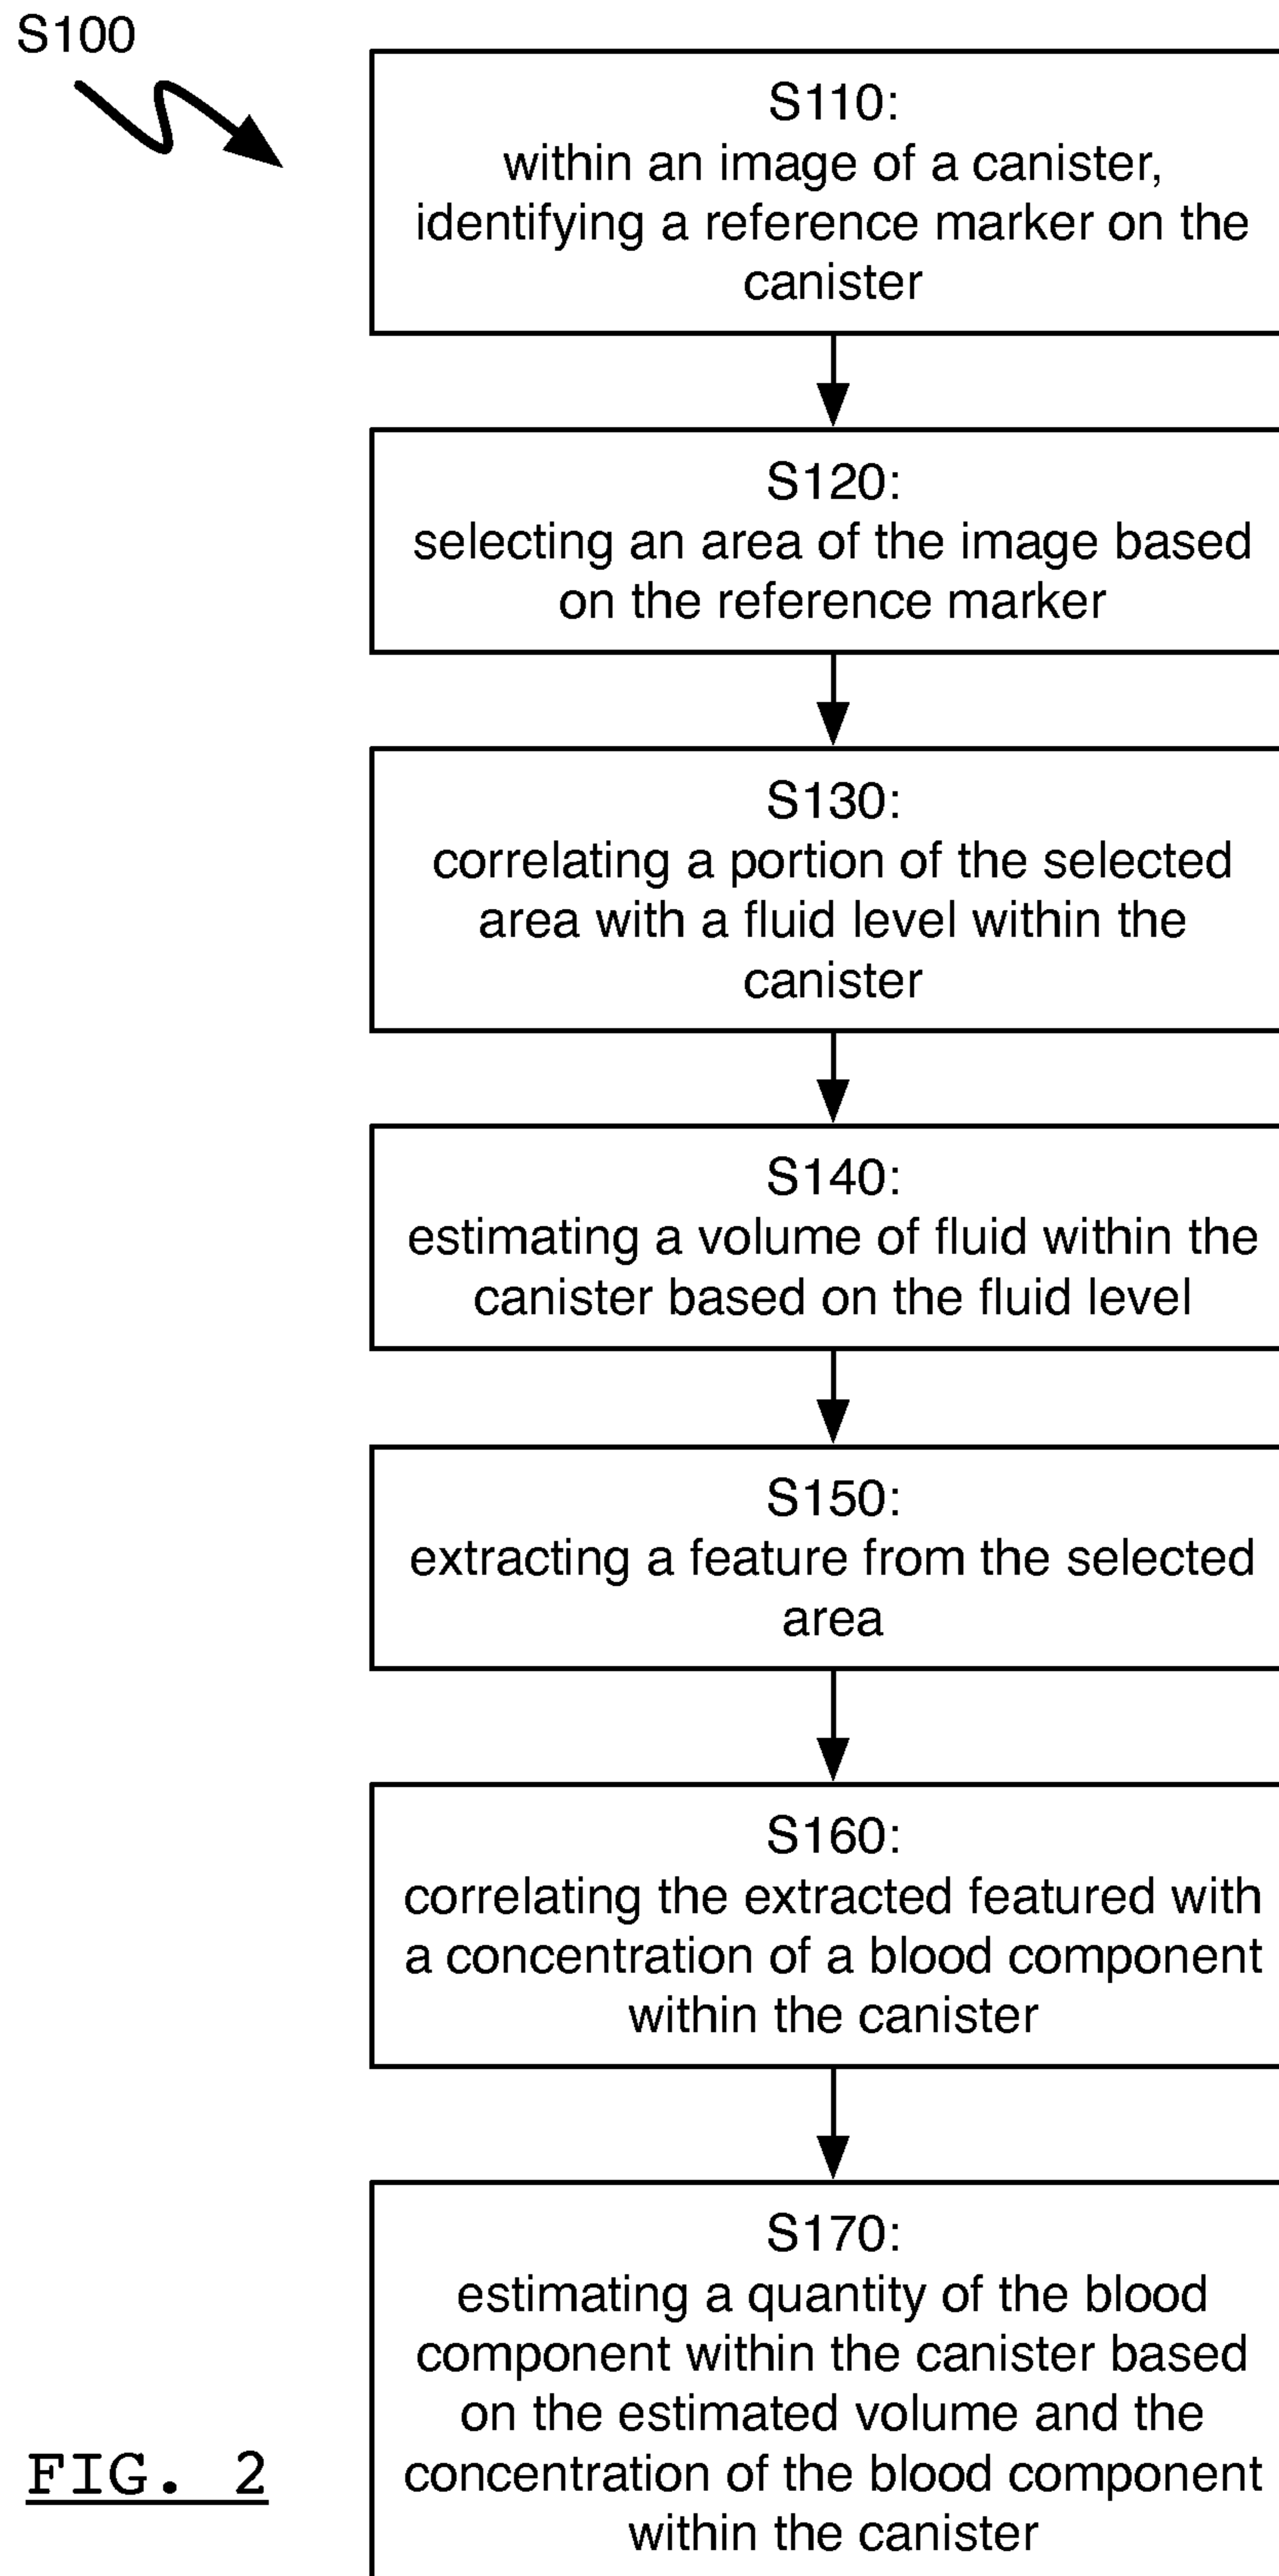 S100
S110:
within an image of a canister,
identifying a reference marker on the
canister
S120:
selecting an area of the image based
on the reference marker
S130:
correlating a portion of the selected
area with a fluid level within the
canister
S140:
estimating a volume of fluid within the
canister based on the fluid level
S150:
extracting a feature from the selected
area
S160:
correlating the extracted featured with
a concentration of a blood component
within the canister
S170:
estimating a quantity of the blood
component within the canister based
on the estimated volume and the
concentration of the blood component
within the canister
FIG. 2